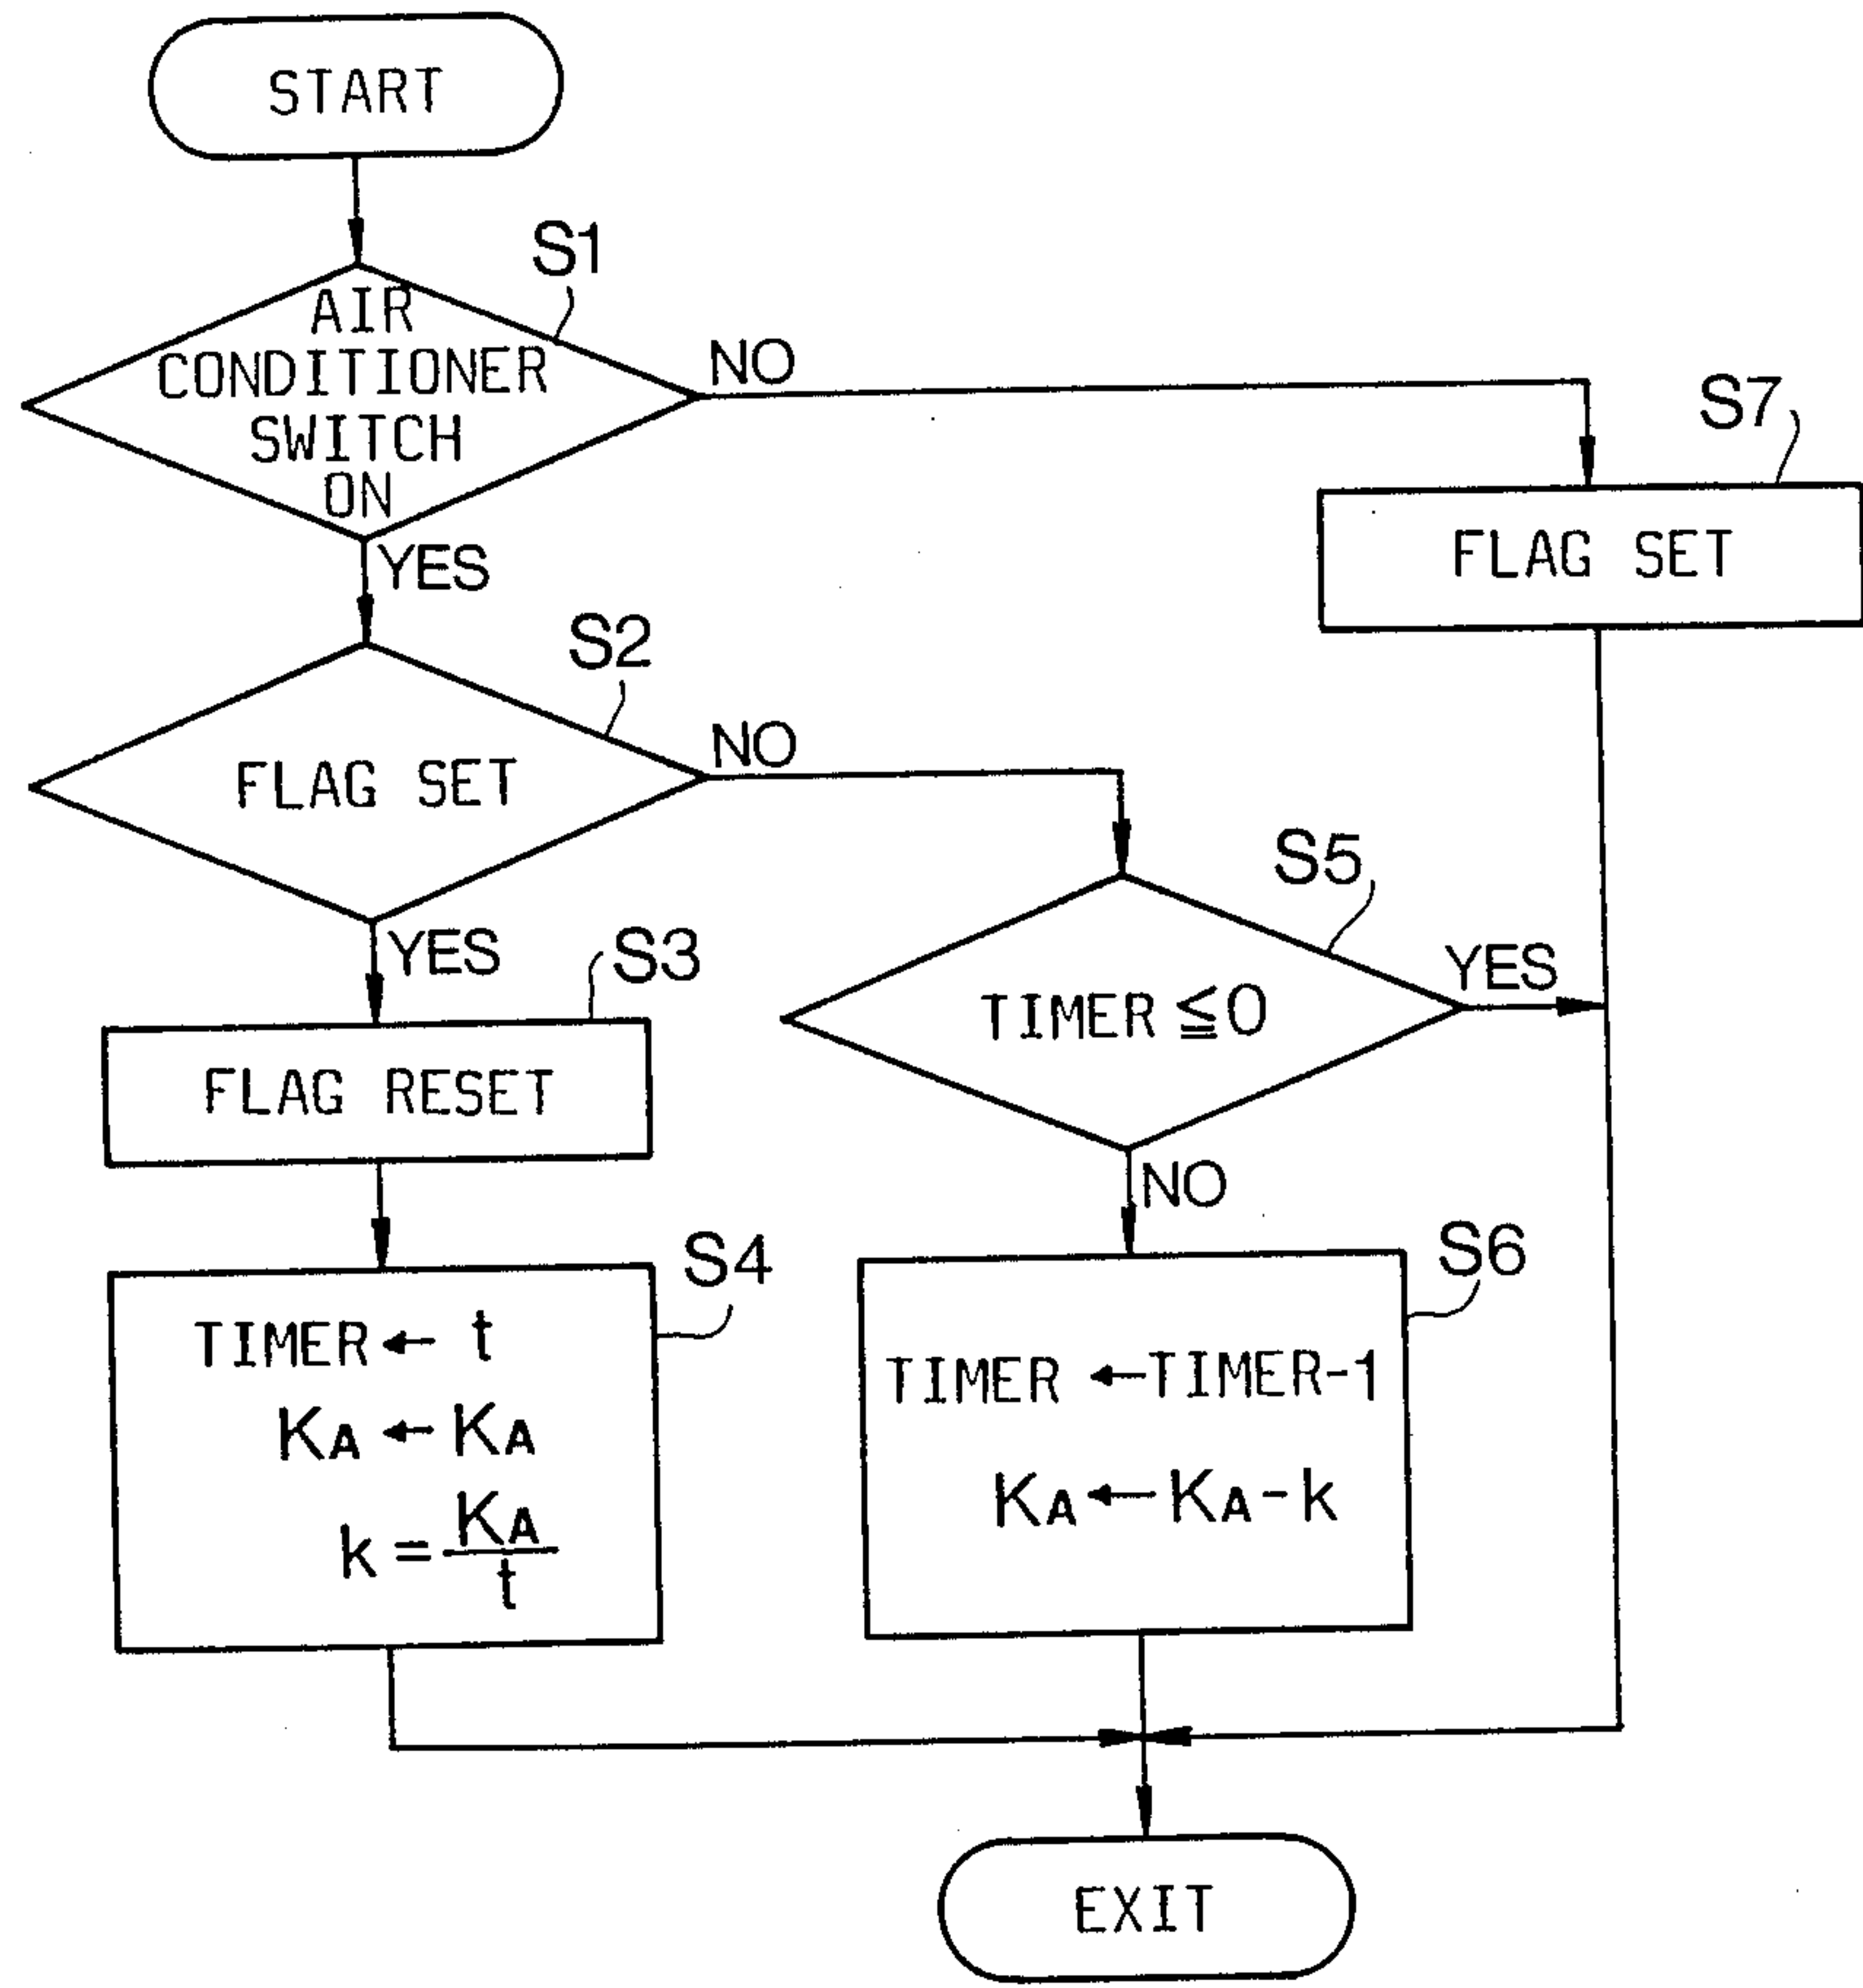 START
S1
AIR
CONDITIONER
SWITCH
ON
NO
YES
S7
FLAG SET
S2
FLAG SET
NO
YES
S5
TIMER ≦ 0
YES
NO
S3
FLAG RESET
S4
TIMER ← t
KA ← KA
k = KA
t
S6
TIMER ← TIMER-1
KA ← KA - k
EXIT